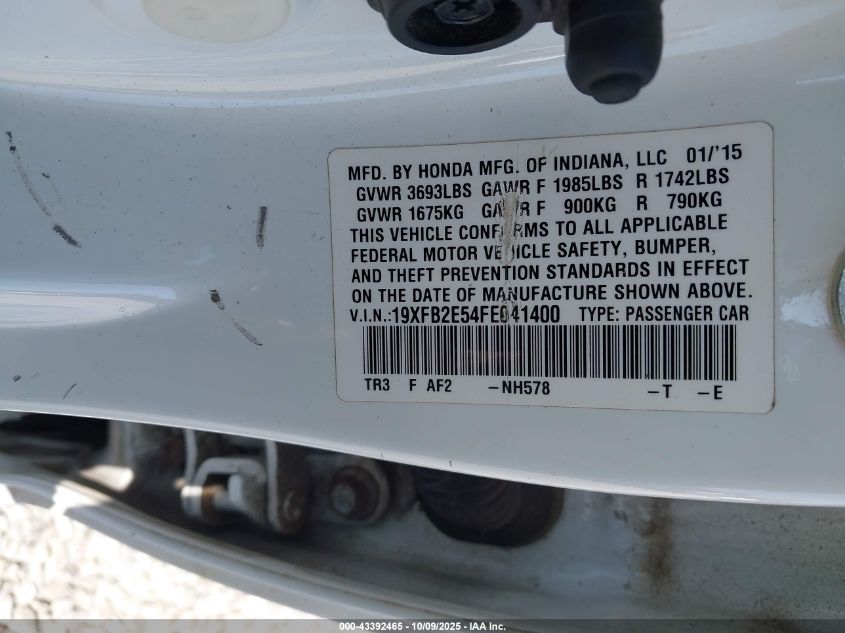 MFD. BY HONDA MFG. OF INDIANA, LLC 01/'15
GVWR 3693LBS GAWR F 1985LBS R 1742LBS
GVWR 1675KG GAWR F 900KG R 790KG
THIS VEHICLE CONFORMS TO ALL APPLICABLE
FEDERAL MOTOR VEHICLE SAFETY, BUMPER,
AND THEFT PREVENTION STANDARDS IN EFFECT
ON THE DATE OF MANUFACTURE SHOWN ABOVE.
V.I.N.:19XFB2E54FE041400 TYPE: PASSENGER CAR
TR3 F AF2 -NH578 -T -E
000-43392465 - 10/09/2025 - IAA Inc.